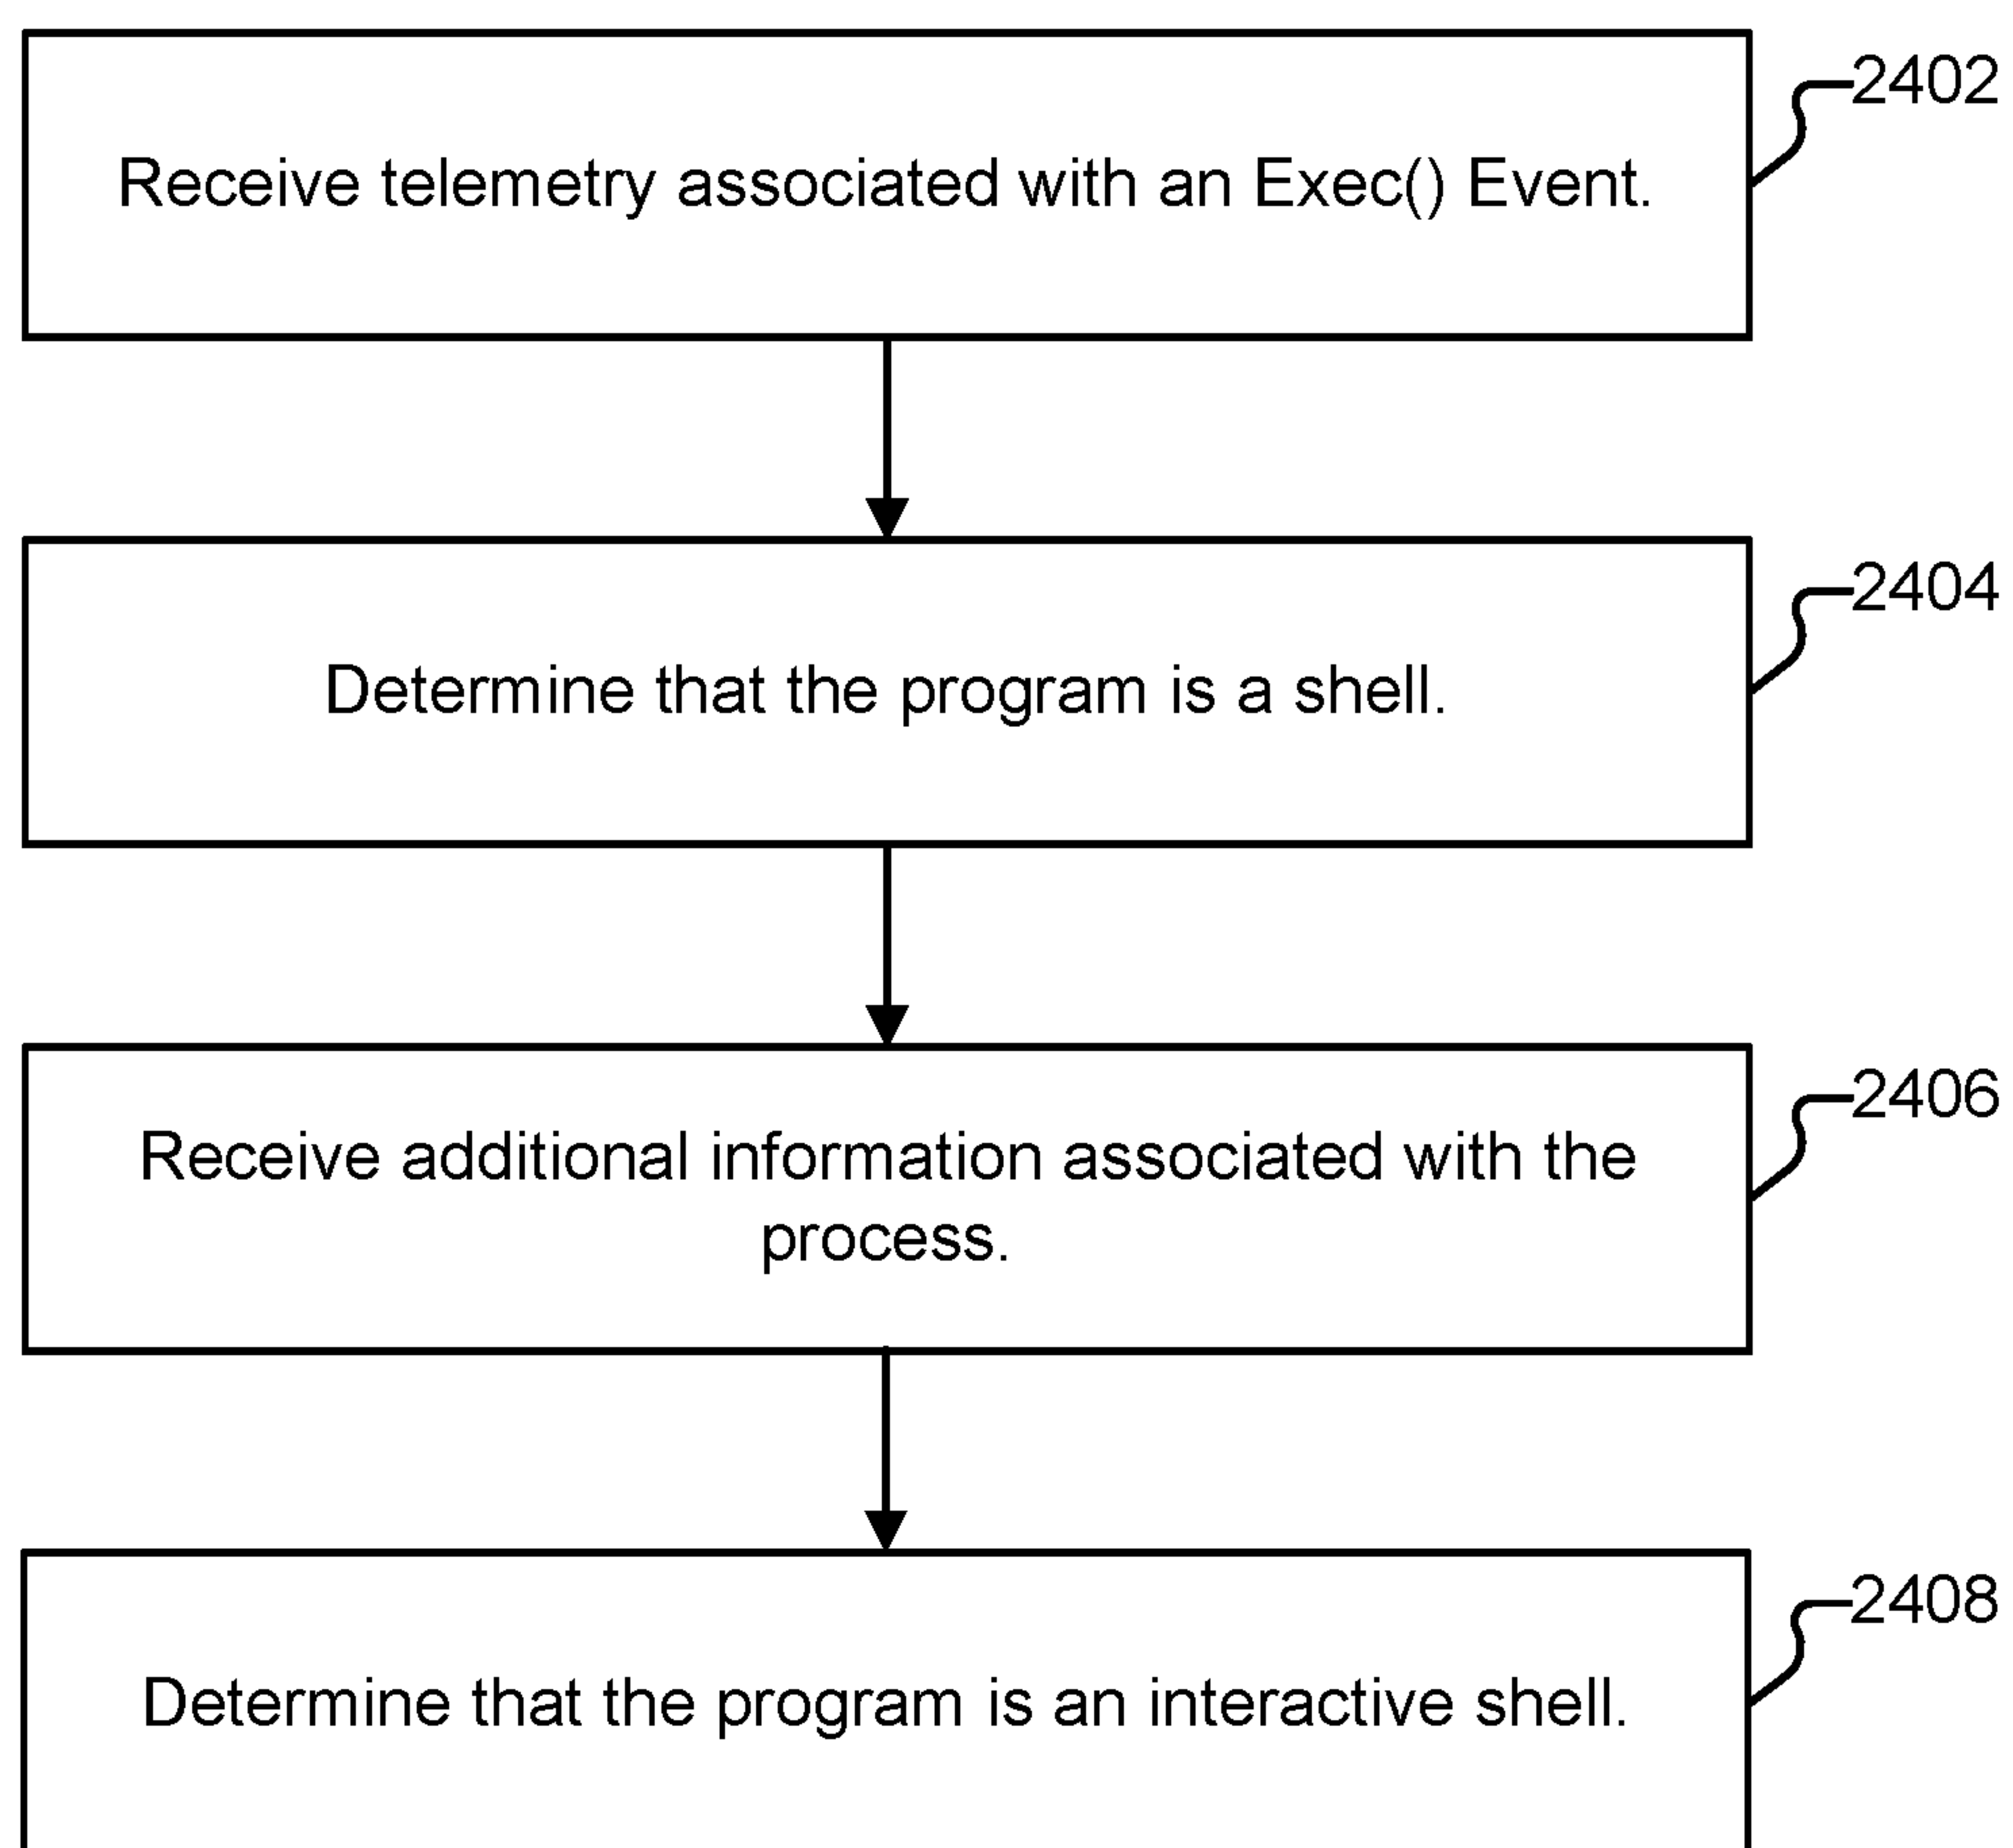 2402
Receive telemetry associated with an Exec() Event.
2404
Determine that the program is a shell.
2406
Receive additional information associated with the
process.
2408
Determine that the program is an interactive shell.